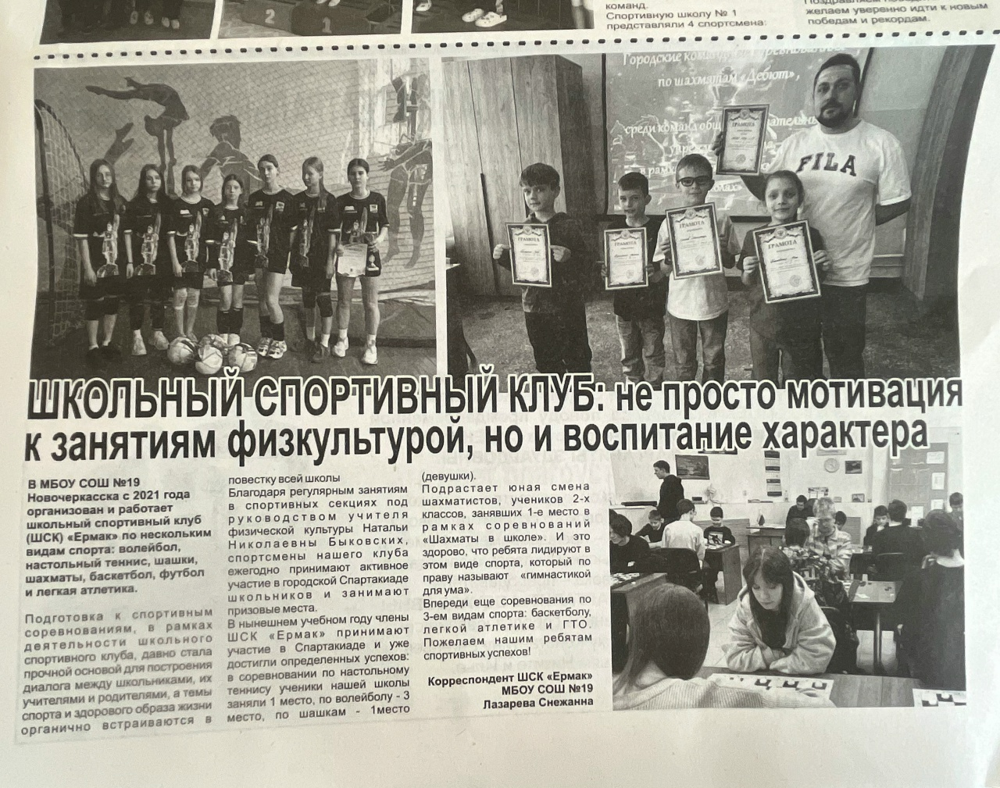 команд.
Спортивную школу № 1
представляли 4 спортсмена:
желаем уверенно идти к новым
победам и рекордам.
2
Городские
по шахматам «Дебют»,
среди команд
ГРАМОТА
FILA
ГРАМОТА
ГРАМОТА
ГРАМОТА
ГРАМОТА
ШКОЛЬНЫЙ СПОРТИВНЫЙ КЛУБ: не просто мотивация
к занятиям физкультурой, но и воспитание характера
В МБОУ СОШ №19
Новочеркасска с 2021 года
организован и работает
школьный спортивный клуб
(ШСК) «Ермак» по нескольким
видам спорта: волейбол,
настольный теннис, шашки,
шахматы, баскетбол, футбол
и легкая атлетика.
Подготовка к спортивным
соревнованиям, в рамках
деятельности школьного
спортивного клуба, давно стала
прочной основой для построения
диалога между школьниками, их
учителями и родителями, а темы
спорта и здорового образа жизни
органично встраиваются в
повестку всей школы
Благодаря регулярным занятиям
в спортивных секциях под
руководством учителя
физической культуры Натальи
Николаевны Быковских,
спортсмены нашего клуба
ежегодно принимают активное
участие в городской Спартакиаде
школьников и занимают
призовые места.
В нынешнем учебном году члены
ШСК «Ермак» принимают
участие в Спартакиаде и уже
достигли определенных успехов:
в соревновании по настольному
теннису ученики нашей школы
заняли 1 место, по волейболу - 3
место, по шашкам - 1место
(девушки).
Подрастает юная смена
шахматистов, учеников 2-х
классов, занявших 1-е место в
рамках соревнований
«Шахматы в школе». И это
здорово, что ребята лидируют в
этом виде спорта, который по
праву называют «гимнастикой
для ума».
Впереди еще соревнования по
3-ем видам спорта: баскетболу,
легкой атлетике и ГТО.
Пожелаем нашим ребятам
спортивных успехов!
Корреспондент ШСК «Ермак»
МБОУ СОШ №19
Лазарева Снежанна